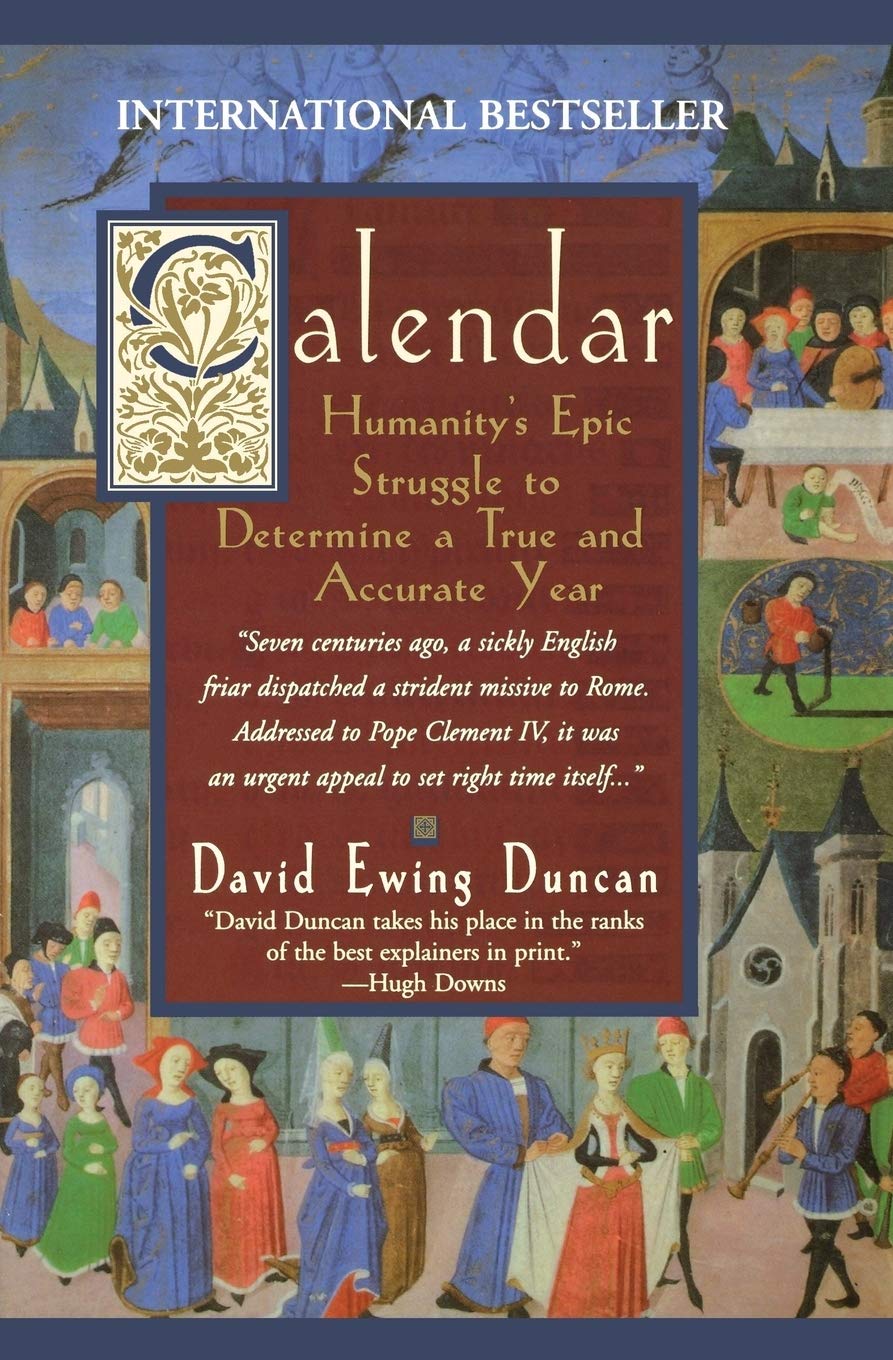 INTERNATIONAL BESTSELLER
Calendar
Humanity's Epic
Struggle to
Determine a True and
Accurate Year
“Seven centuries ago, a sickly English
friar dispatched a strident missive to Rome.
Addressed to Pope Clement IV, it was
an urgent appeal to set right time itself...”
David Ewing Duncan
“David Duncan takes his place in the ranks
of the best explainers in print.”
—Hugh Downs